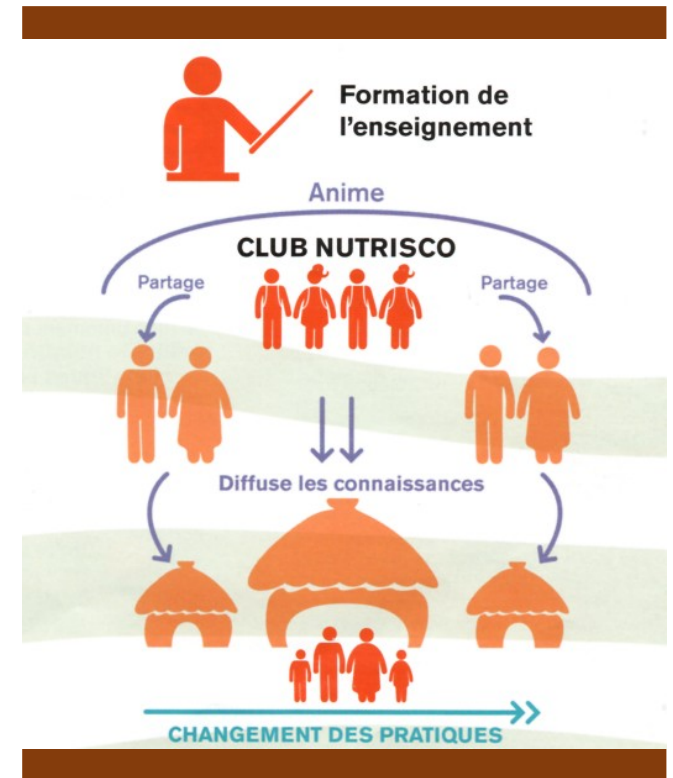 Formation de
l'enseignement
Anime
CLUB NUTRISCO
Partage
Partage
Diffuse les connaissances
CHANGEMENT DES PRATIQUES